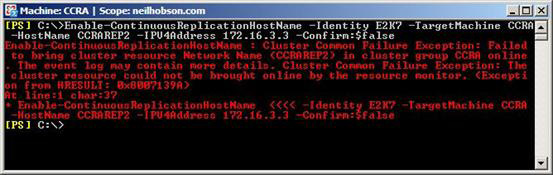 Machine: CCRA | Scope: neilhobson.com
[PS] C:\>Enable-ContinuousReplicationHostName -Identity E2K7 -TargetMachine CCRA
-HostName CCRAREP2 -IPV4Address 172.16.3.3 -Confirm:$false
Enable-ContinuousReplicationHostName : Cluster Common Failure Exception: Failed
to bring cluster resource Network Name (CCRAREP2) in cluster group CCRA online
. The event log may contain more details. Cluster Common Failure Exception: The
cluster resource could not be brought online by the resource monitor. (Excepti
on from HRESULT: 0x8007139A)
At line:1 char:37
+ Enable-ContinuousReplicationHostName <<<< -Identity E2K7 -TargetMachine CCRA
-HostName CCRAREP2 -IPV4Address 172.16.3.3 -Confirm:$false
[PS] C:\>